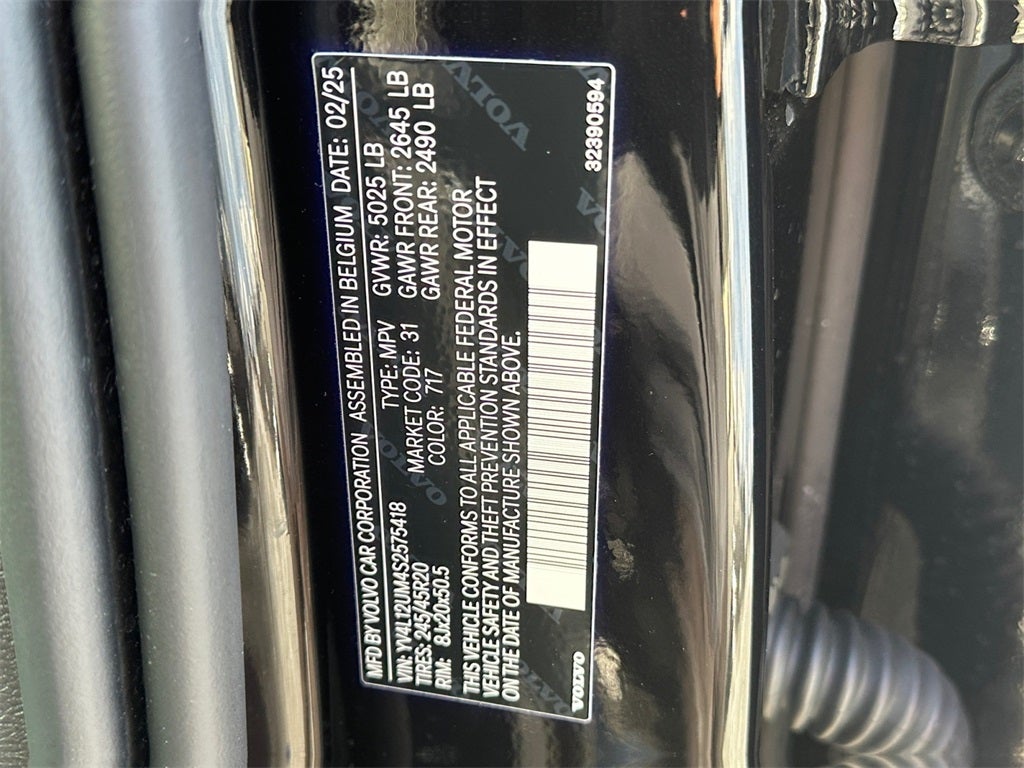 MFD BY VOLVO CAR CORPORATION ASSEMBLED IN BELGIUM DATE: 02/25
VIN: YV4L12UM4S2575418 TYPE: MPV GVWR: 5025 LB
TIRES: 245/45R20 MARKET CODE: 31 GAWR FRONT: 2645 LB
RIM: 8Jx20x50.5 COLOR: 717 GAWR REAR: 2490 LB
THIS VEHICLE CONFORMS TO ALL APPLICABLE FEDERAL MOTOR
VEHICLE SAFETY AND THEFT PREVENTION STANDARDS IN EFFECT
ON THE DATE OF MANUFACTURE SHOWN ABOVE.
VOLVO 32390594